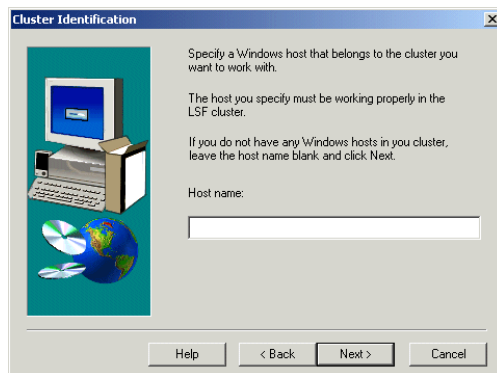 Cluster Identification
Specify a Windows host that belongs to the cluster you
want to work with.
The host you specify must be working properly in the
LSF cluster.
If you do not have any Windows hosts in you cluster,
leave the host name blank and click Next.
Host name:
Help
< Back
Next >
Cancel